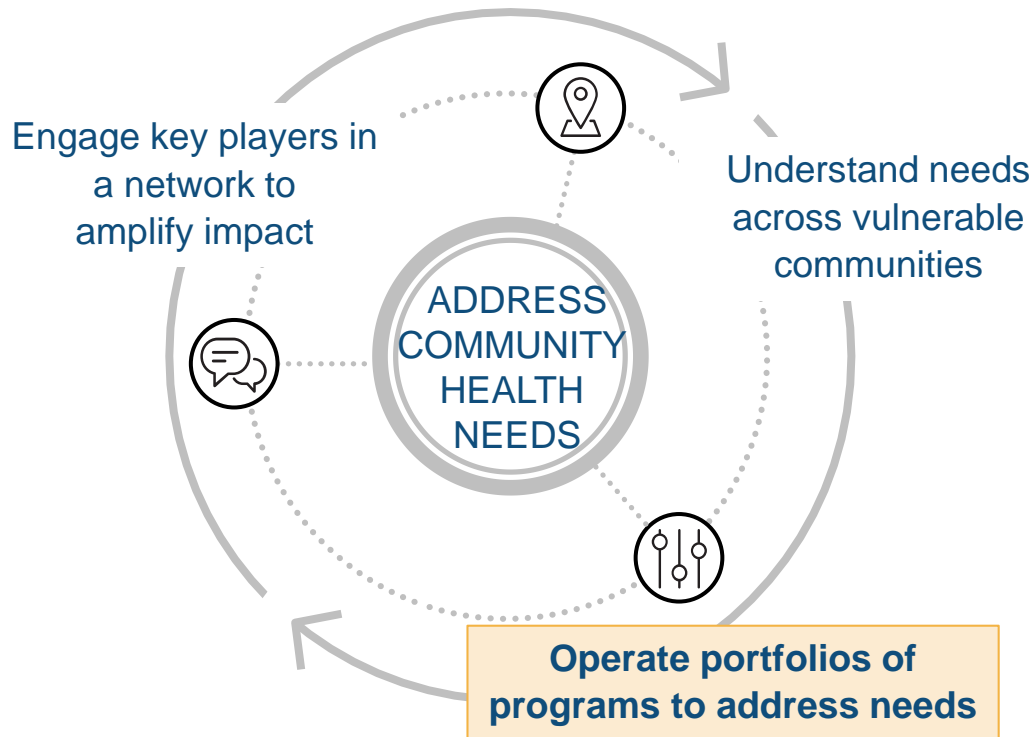 Engage key players in
a network to
amplify impact
Understand needs
across vulnerable
communities
ADDRESS
COMMUNITY
HEALTH
NEEDS
Operate portfolios of
programs to address needs